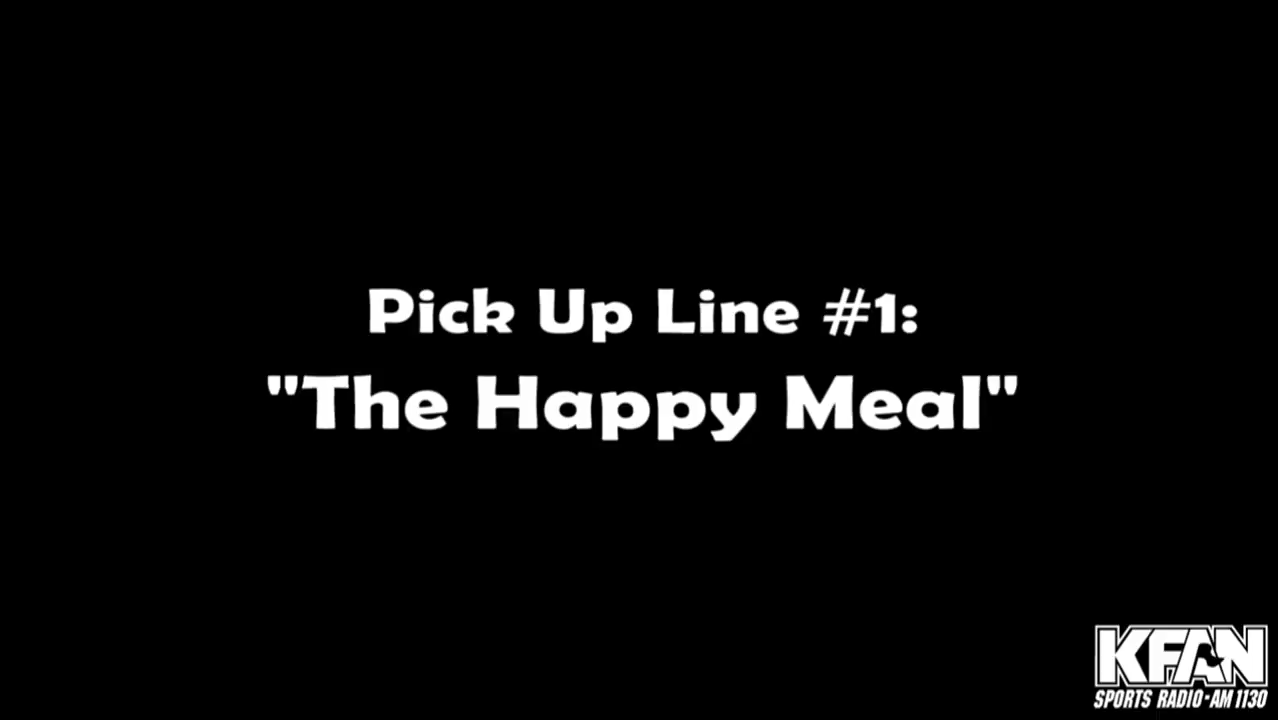 Pick Up Line #1:
"The Happy Meal"
KFAN
SPORTS RADIO·AM 1130